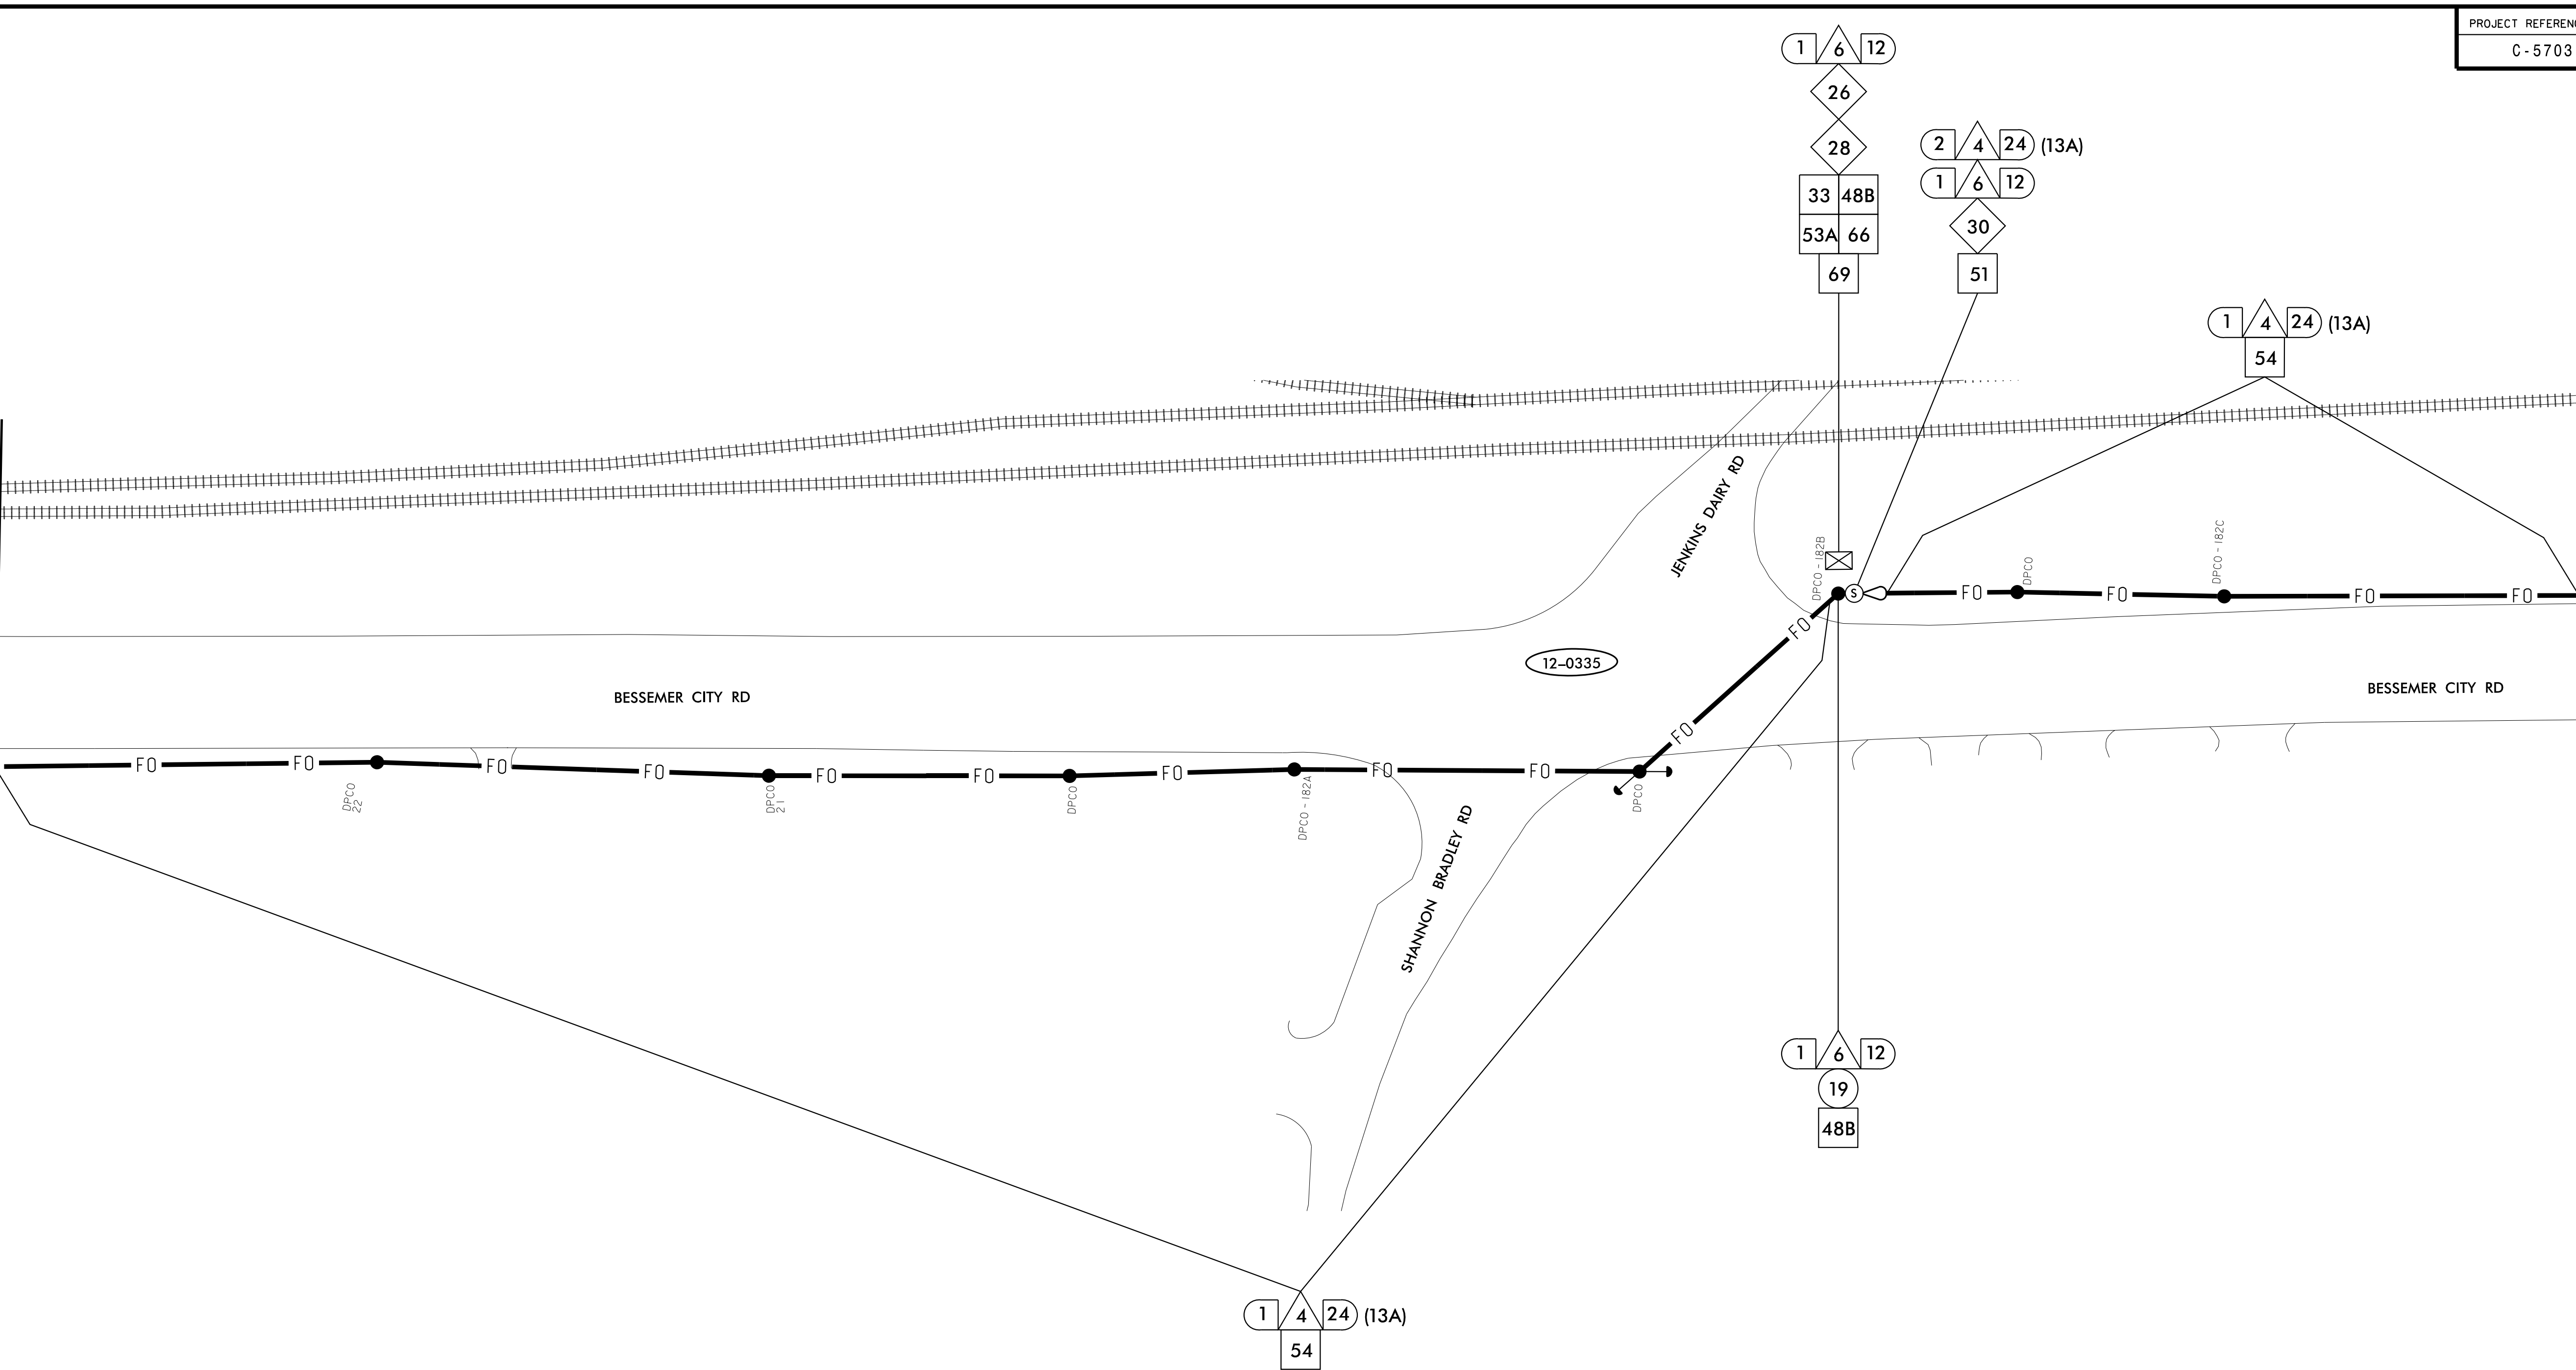 PROJECT REFEREN
C-5703
1 6 12
26
28
33 48B
53A 66
69
2 4 24 (13A)
1 6 12
30
51
1 4 24 (13A)
54
JENKINS DAIRY RD
DPCO - 182B
S
FO
DPCO
FO
DPCO - 182C
FO
FO
FO
12-0335
BESSEMER CITY RD
BESSEMER CITY RD
FO
FO
FO
DPCO
22
FO
FO
DPCO
21
FO
FO
DPCO
FO
DPCO - 182A
FO
FO
DPCO
SHANNON BRADLEY RD
1 6 12
19
48B
1 4 24 (13A)
54